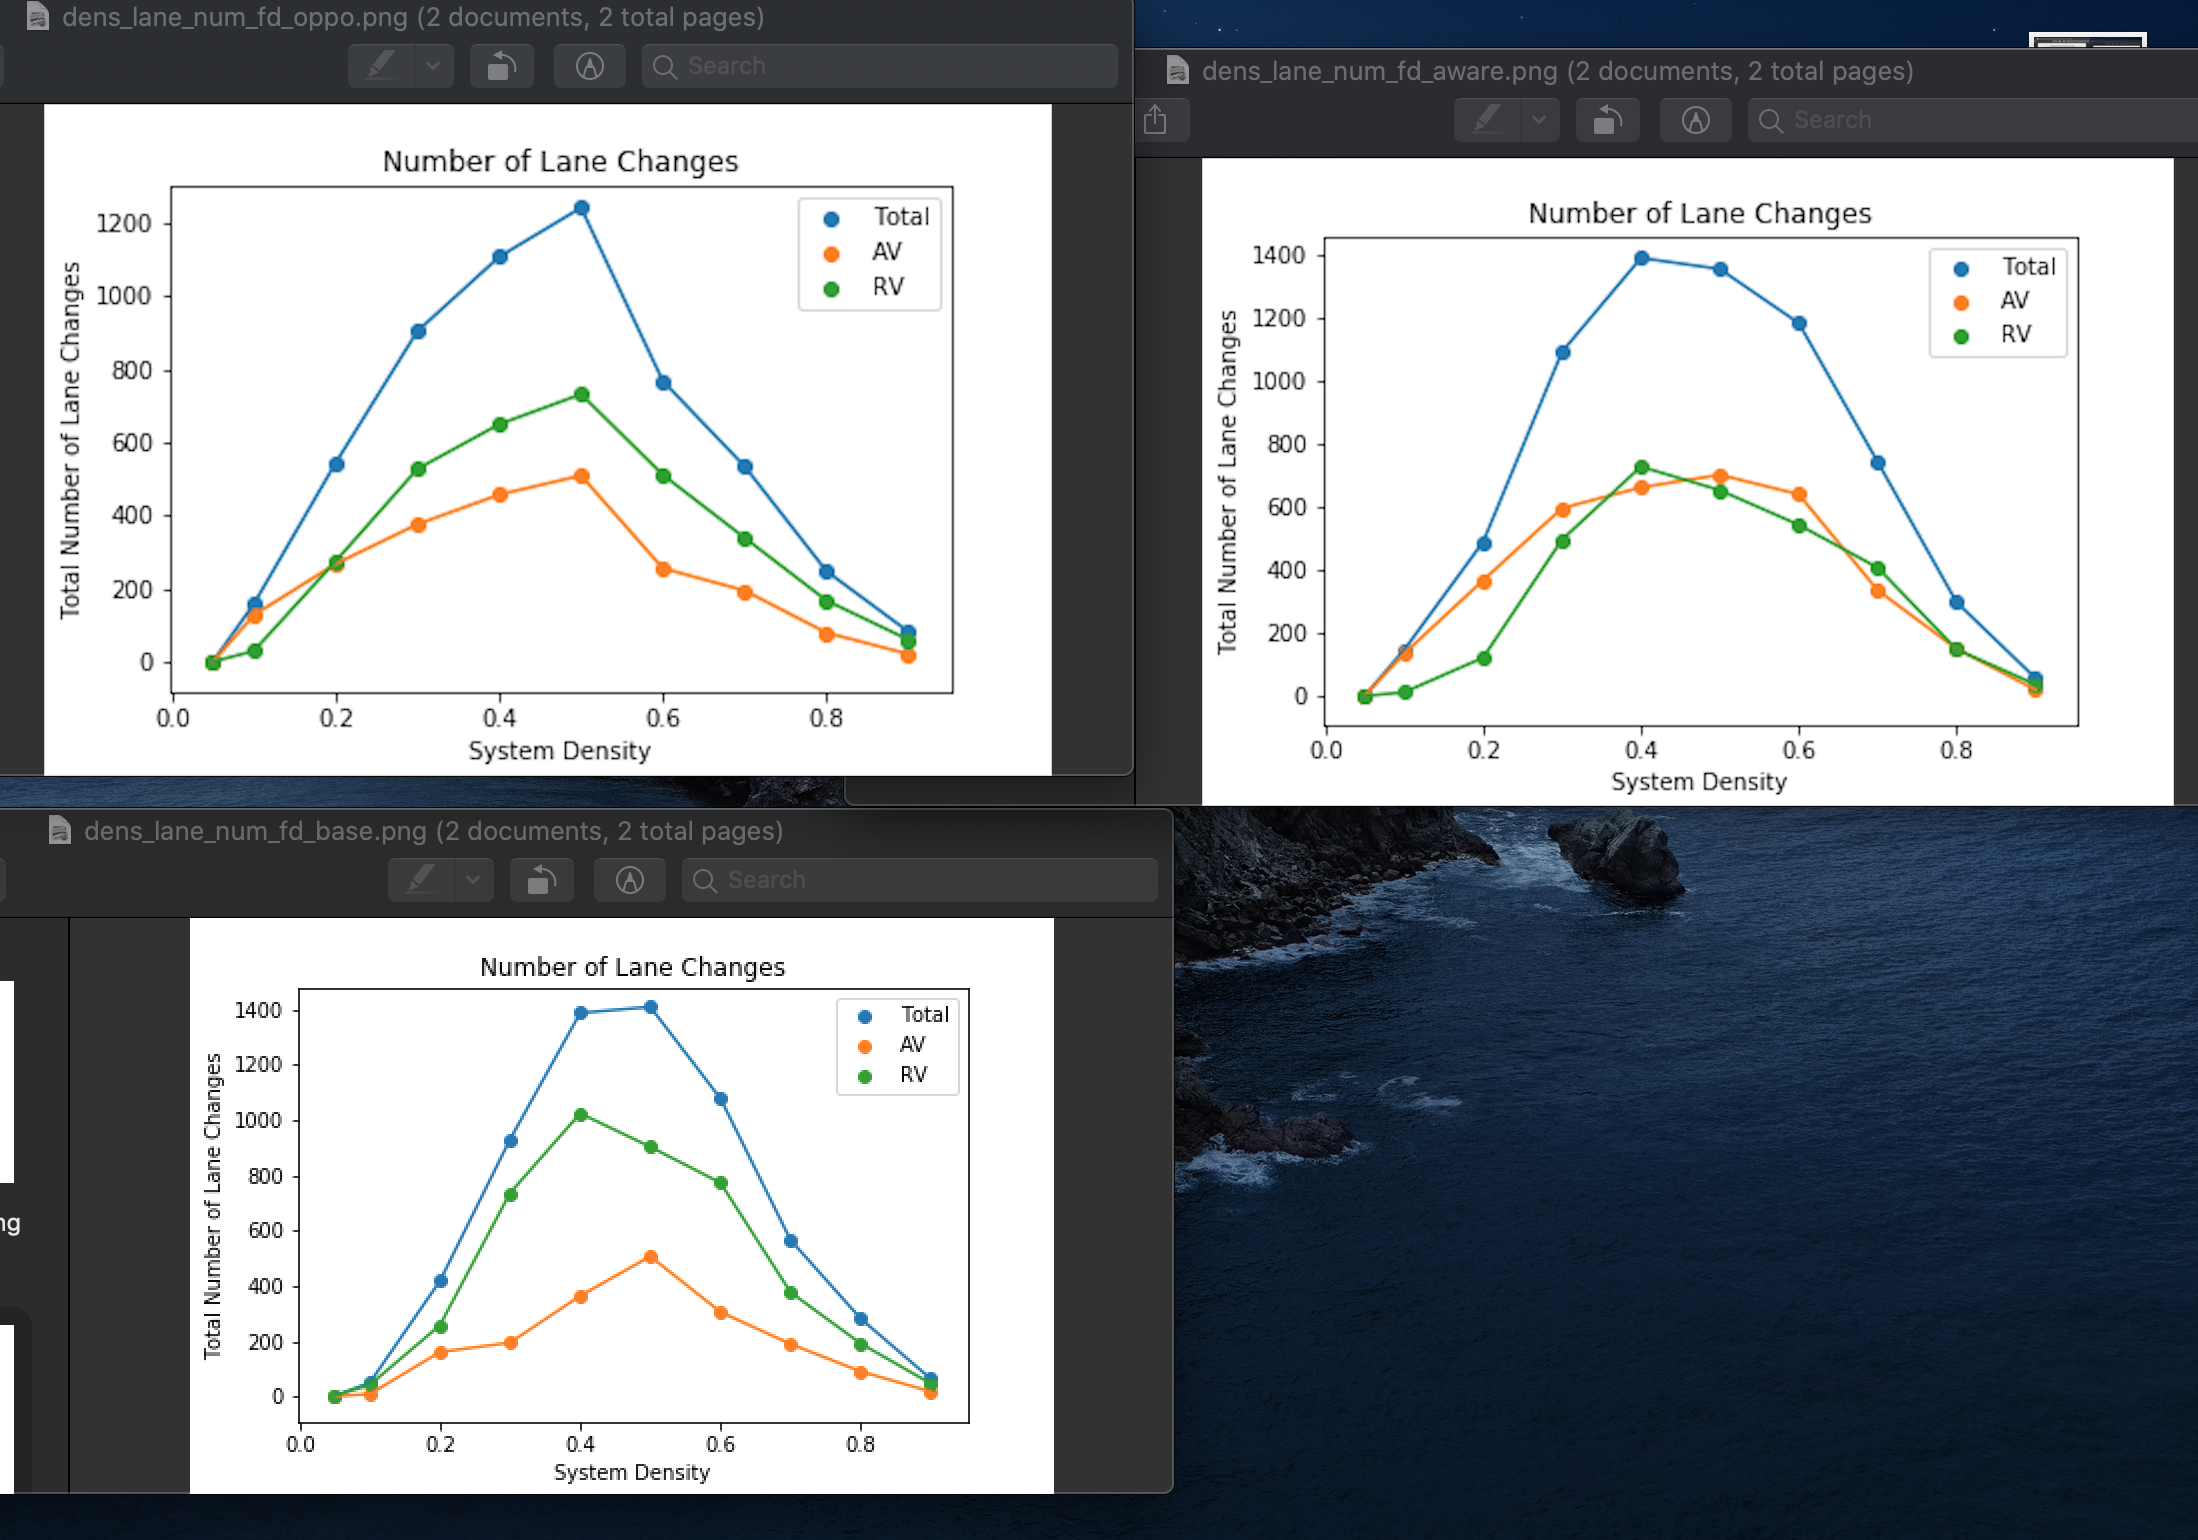 dens_lane_num_fd_oppo.png (2 documents, 2 total pages)
Search
Number of Lane Changes
Total Number of Lane Changes
1200
1000
800
600
400
200
0
0.0 0.2 0.4 0.6 0.8
System Density
Total
AV
RV
dens_lane_num_fd_aware.png (2 documents, 2 total pages)
Search
Number of Lane Changes
Total Number of Lane Changes
1400
1200
1000
800
600
400
200
0
0.0 0.2 0.4 0.6 0.8
System Density
Total
AV
RV
dens_lane_num_fd_base.png (2 documents, 2 total pages)
Search
ng
Number of Lane Changes
Total Number of Lane Changes
1400
1200
1000
800
600
400
200
0
0.0 0.2 0.4 0.6 0.8
System Density
Total
AV
RV